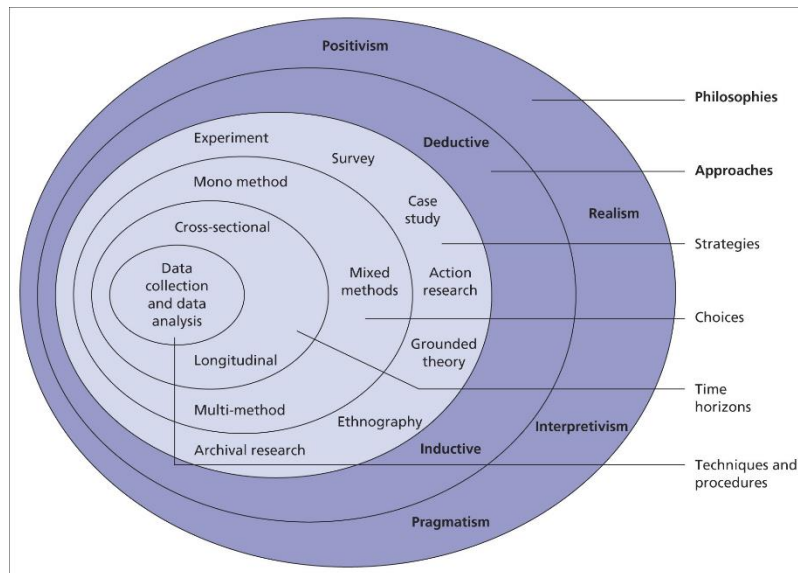 Positivism
Philosophies
Experiment
Deductive
Survey
Approaches
Mono method
Case
study
Realism
Cross-sectional
Strategies
Data
collection
and data
analysis
Mixed
methods
Action
research
Choices
Grounded
theory
Longitudinal
Time
horizons
Multi-method
Ethnography
Interpretivism
Archival research
Inductive
Techniques and
procedures
Pragmatism